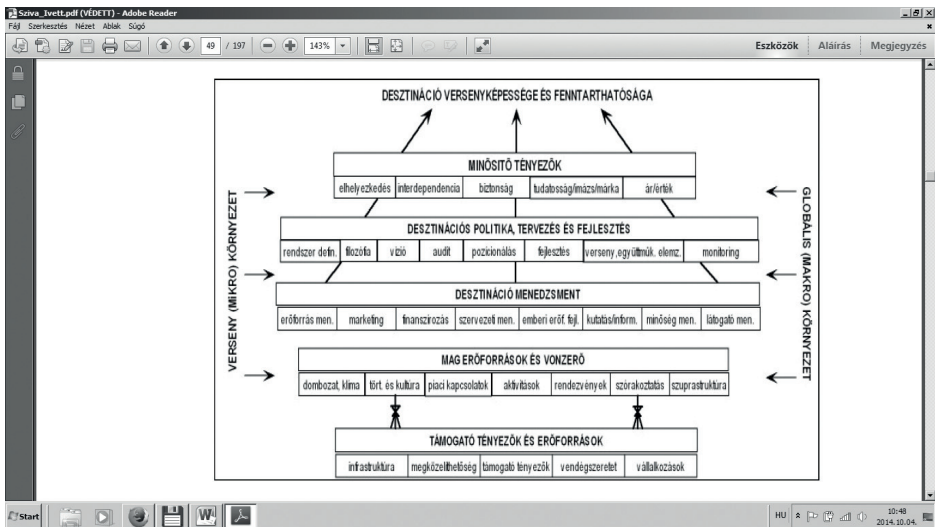 Sziva_Ivett.pdf (VÉDETT) - Adobe Reader
Fájl Szerkesztés Nézet Ablak Súgó
49 / 197 143% Eszközök Aláírás Megjegyzés
DESZTINÁCIÓ VERSENYKÉPESSÉGE ÉS FENNTARTHATÓSÁGA
MINŐSITŐ TÉNYEZŐK
elhelyezkedés interdependencia biztonság tudatosság/imázs/márka ár/érték
DESZTINÁCIÓS POLITIKA, TERVEZÉS ÉS FEJLESZTÉS
rendszer defin. filozófia vízió audit pozicionálás fejlesztés verseny,együttmük. elemz. monitoring
DESZTINÁCIÓ MENEDZSMENT
erőforrás men. marketing finanszírozás szervezeti men. emberi erőf. fejl. kutatás/inform. minőség men. látogató men.
MAG ERŐFORRÁSOK ÉS VONZERŐ
dombozat, klíma tört. és kultúra piaci kapcsolatok aktivitások rendezvények szórakoztatás szuprastruktúra
TÁMOGATÓ TÉNYEZŐK ÉS ERŐFORRÁSOK
infrastruktúra megközelíthetőség támogató tényezők vendégszeretet vállalkozások
VERSENY (MIKRO) KÖRNYEZET
GLOBÁLIS (MAKRO) KÖRNYEZET
Start W HU 10:48
2014.10.04.